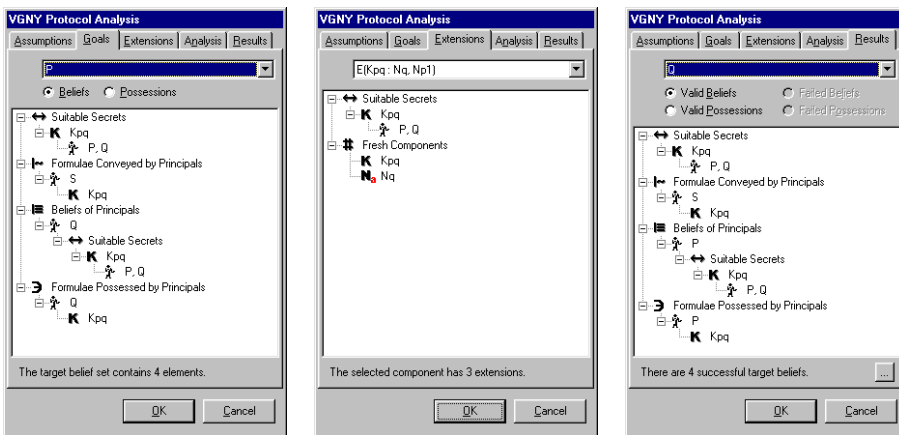 VGNY Protocol Analysis
Assumptions Goals Extensions Analysis Results
P
Beliefs Possessions
Suitable Secrets
Kpq
P, Q
Formulae Conveyed by Principals
S
Kpq
Beliefs of Principals
Q
Suitable Secrets
Kpq
P, Q
Formulae Possessed by Principals
Q
Kpq
The target belief set contains 4 elements.
OK Cancel
VGNY Protocol Analysis
Assumptions Goals Extensions Analysis Results
E(Kpq : Nq, Np1)
Suitable Secrets
Kpq
P, Q
Fresh Components
Kpq
Nq
The selected component has 3 extensions.
OK Cancel
VGNY Protocol Analysis
Assumptions Goals Extensions Analysis Results
Q
Valid Beliefs Failed Beliefs
Valid Possessions Failed Possessions
Suitable Secrets
Kpq
P, Q
Formulae Conveyed by Principals
S
Kpq
Beliefs of Principals
P
Suitable Secrets
Kpq
P, Q
Formulae Possessed by Principals
P
Kpq
There are 4 successful target beliefs. ...
OK Cancel